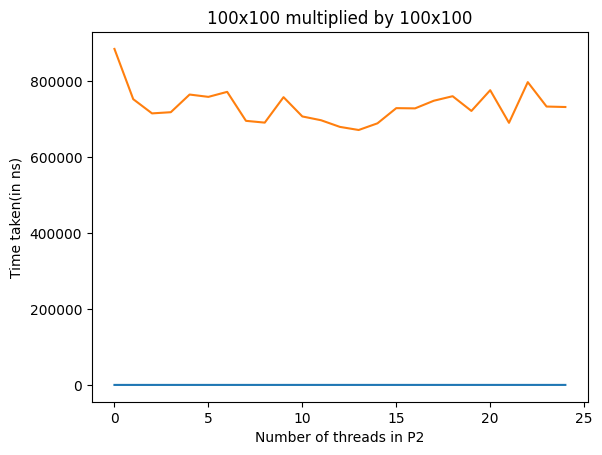 100x100 multiplied by 100x100
800000
600000
400000
200000
0
Time taken(in ns)
0 5 10 15 20 25
Number of threads in P2